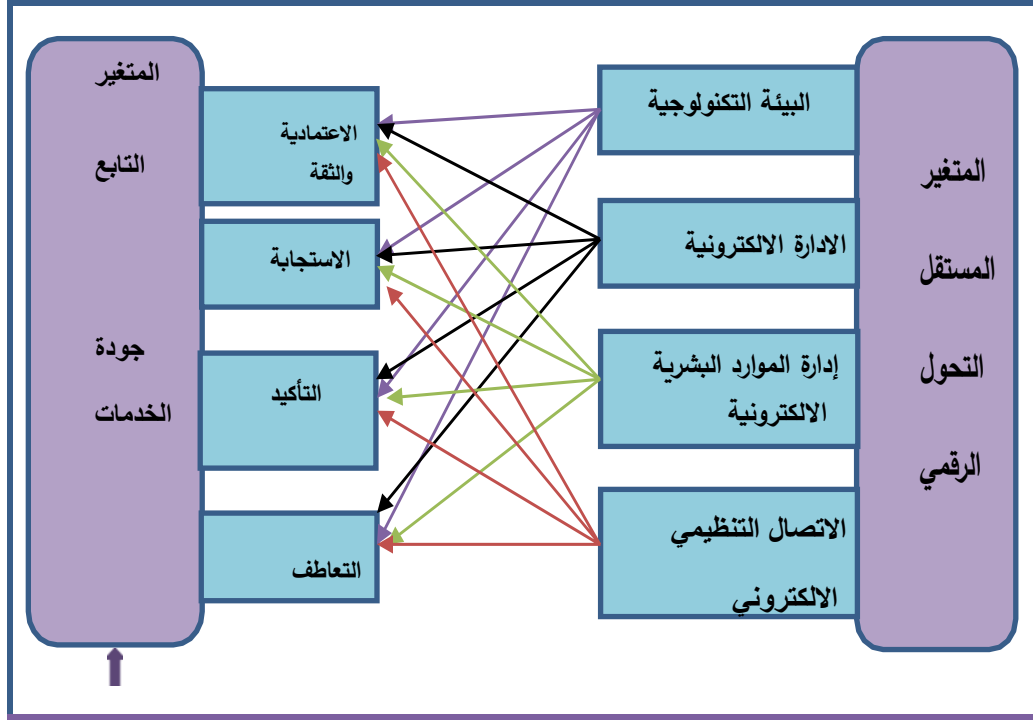 المتغير
المستقل
التحول
الرقمي
البيئة التكنولوجية
الادارة الالكترونية
إدارة الموارد البشرية
الالكترونية
الاتصال التنظيمي
الالكتروني
الاعتمادية
والثقة
الاستجابة
التأكيد
التعاطف
المتغير
التابع
جودة
الخدمات